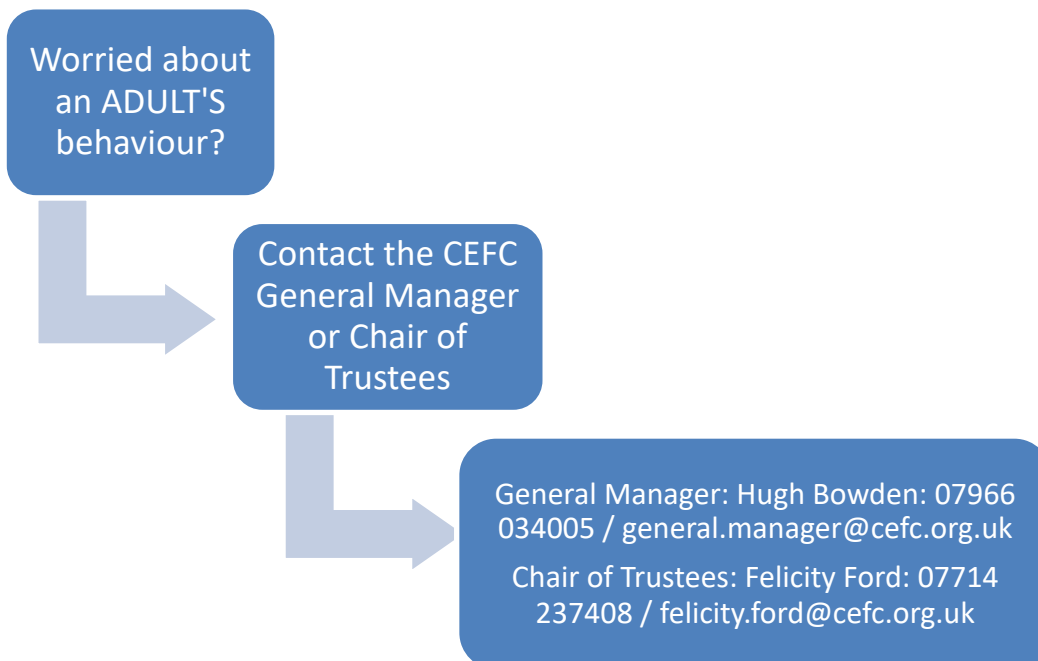 Worried about
an ADULT'S
behaviour?
Contact the CEFC
General Manager
or Chair of
Trustees
General Manager: Hugh Bowden: 07966
034005 / general.manager@cefc.org.uk
Chair of Trustees: Felicity Ford: 07714
237408 / felicity.ford@cefc.org.uk